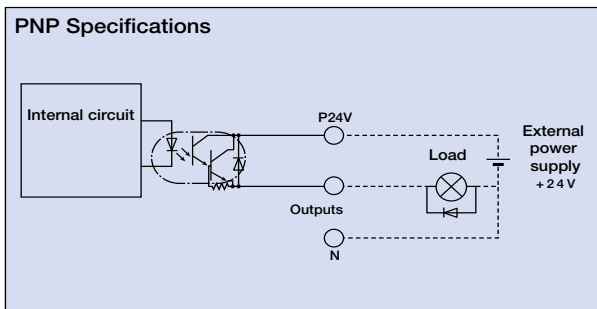 PNP Specifications
Internal circuit
P24V
Load
External
power
supply
+24V
Outputs
N